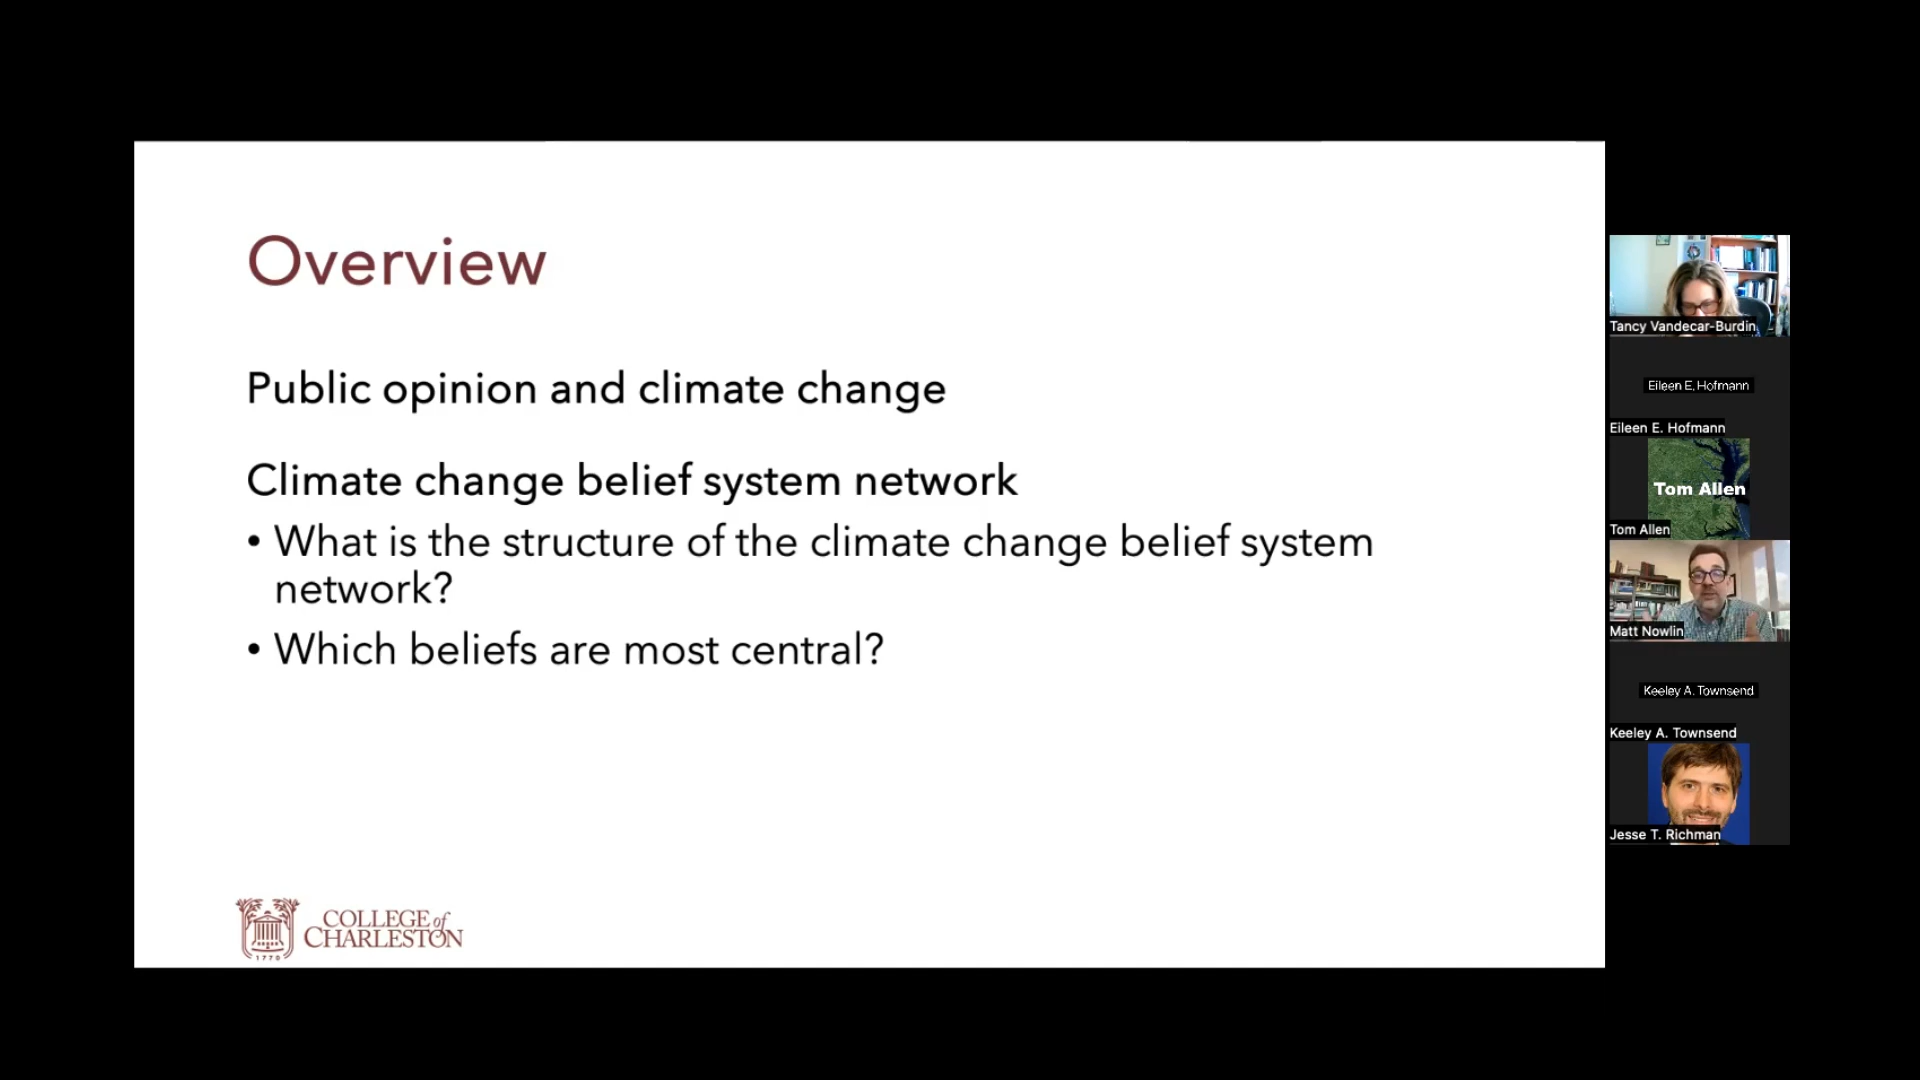 Overview
Public opinion and climate change
Climate change belief system network
• What is the structure of the climate change belief system
network?
• Which beliefs are most central?
COLLEGE of
CHARLESTON
1770
Tancy Vandecar-Burdin
Eileen E. Hofmann
Eileen E. Hofmann
Tom Allen
Tom Allen
Matt Nowlin
Keeley A. Townsend
Keeley A. Townsend
Jesse T. Richman